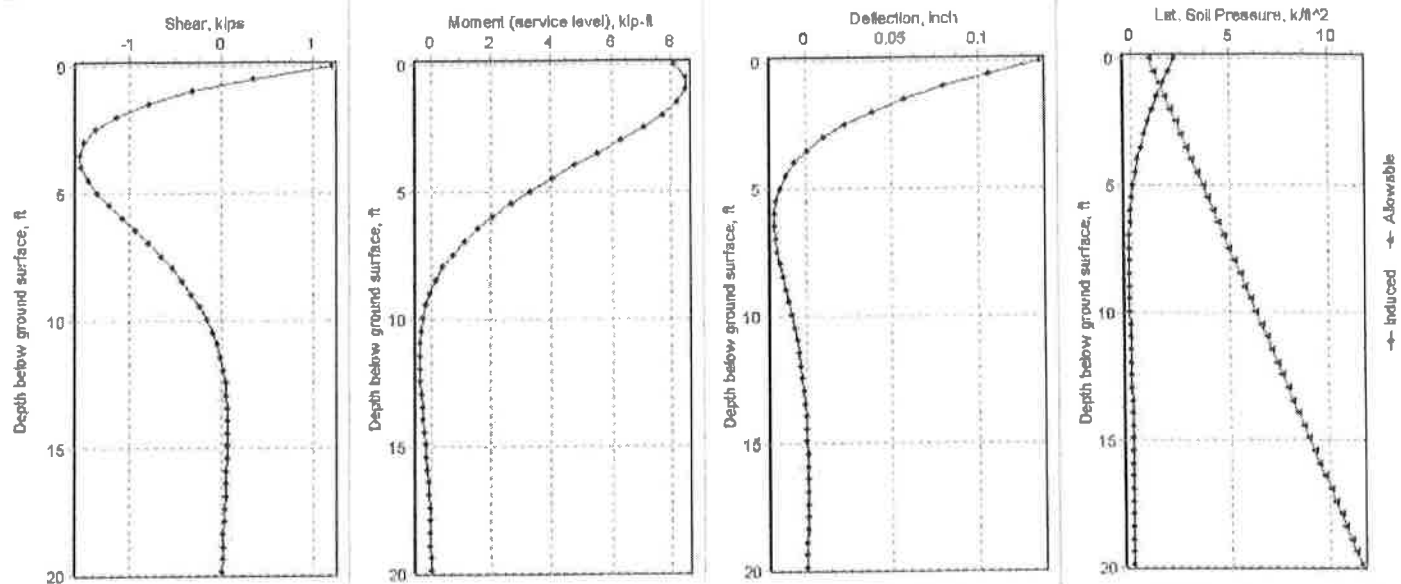 Shear, kips
-1 0 1
0
5
10
15
20
Depth below ground surface, ft
Moment (service level), kip-ft
0 2 4 6 8
0
5
10
15
20
Depth below ground surface, ft
Deflection, inch
0 0.05 0.1
0
5
10
15
20
Depth below ground surface, ft
Lat. Soil Pressure, k/ft^2
0 5 10
0
5
10
15
20
Depth below ground surface, ft
Induced Allowable